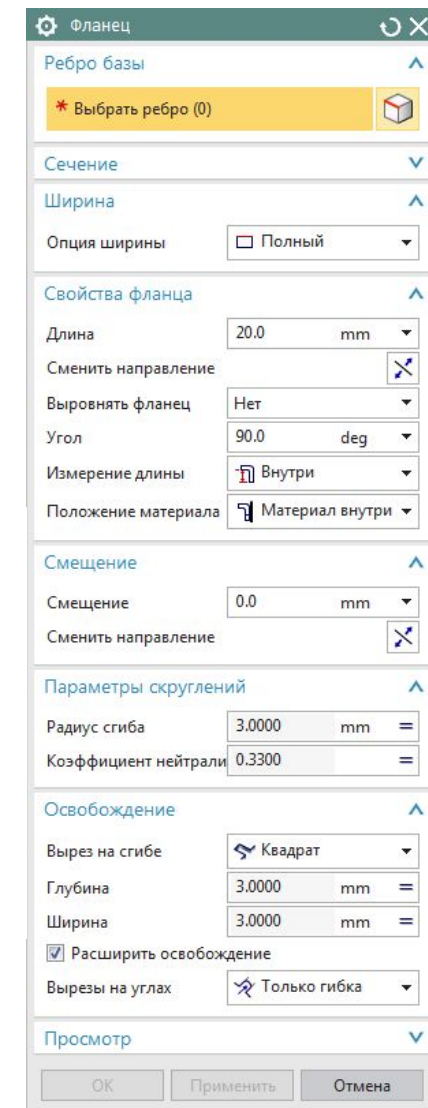 Фланец
Ребро базы
* Выбрать ребро (0)
Сечение
Ширина
Опция ширины Полный
Свойства фланца
Длина 20.0 mm
Сменить направление
Выровнять фланец Нет
Угол 90.0 deg
Измерение длины Внутри
Положение материала Материал внутри
Смещение
Смещение 0.0 mm
Сменить направление
Параметры скруглений
Радиус сгиба 3.0000 mm =
Коэффициент нейтрали 0.3300 =
Освобождение
Вырез на сгибе Квадрат
Глубина 3.0000 mm =
Ширина 3.0000 mm =
Расширить освобождение
Вырезы на углах Только гибка
Просмотр
ОК Применить Отмена